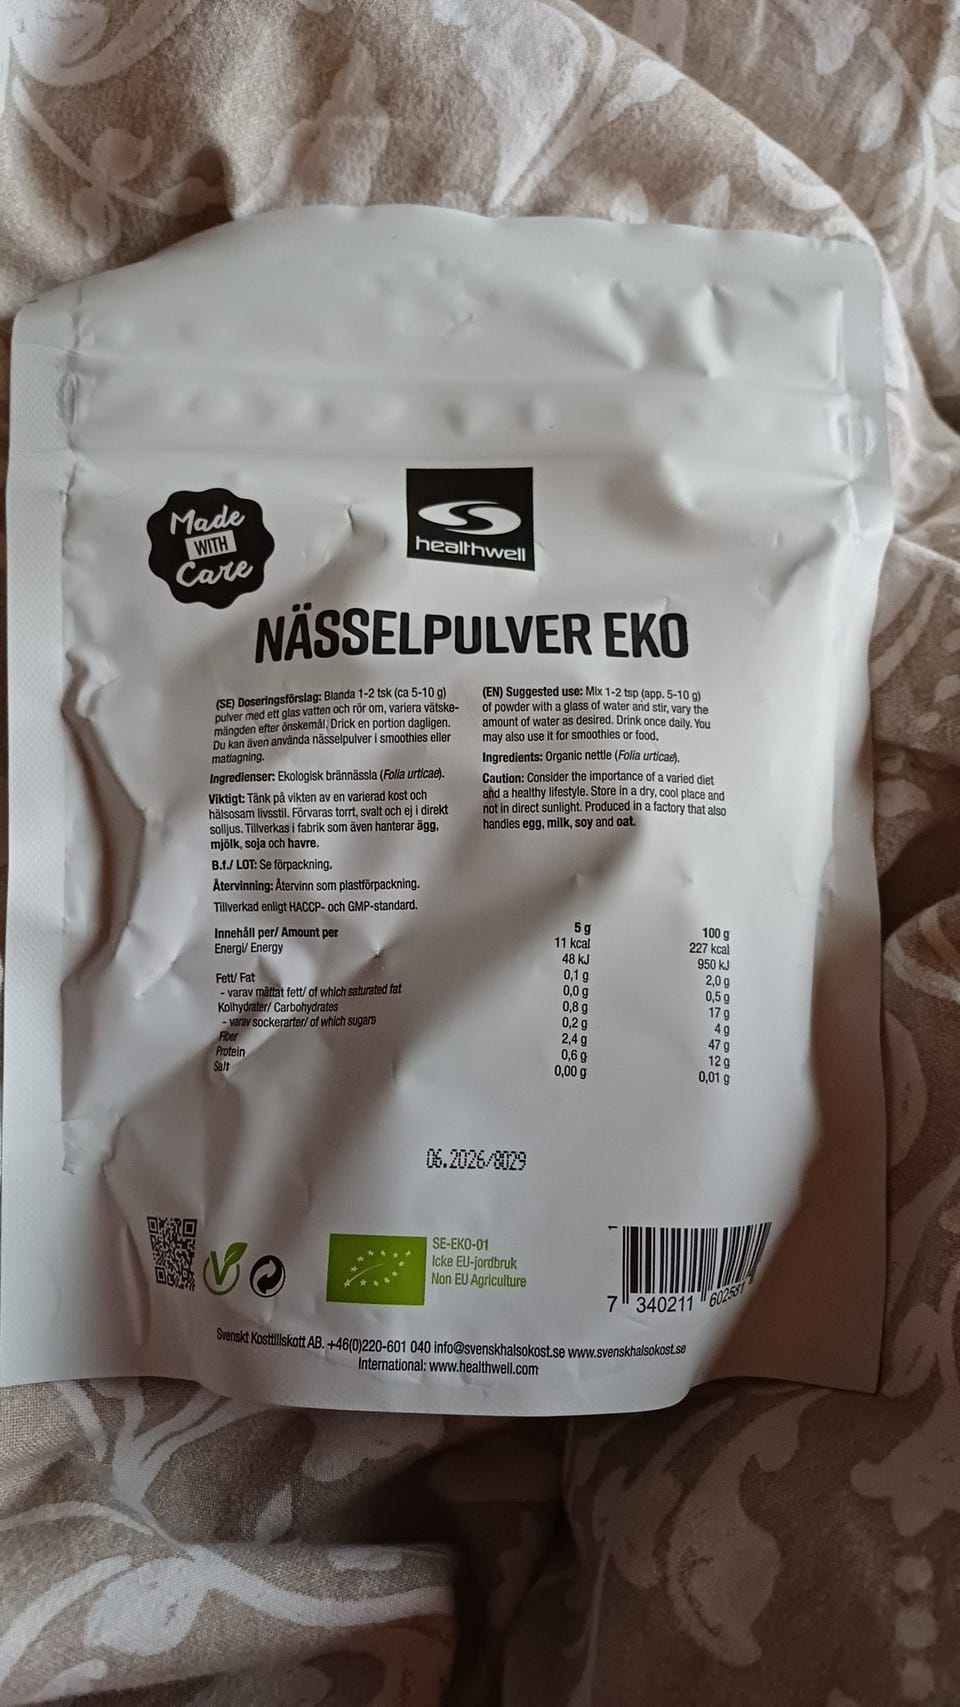 Made
WITH
Care
healthwell
NÄSSELPULVER EKO
(SE) Doseringsförslag: Blanda 1-2 tsk (ca 5-10 g)
pulver med ett glas vatten och rör om, variera vätske-
mängden efter önskemål. Drick en portion dagligen.
Du kan även använda nässelpulver i smoothies eller
matlagning.
Ingredienser: Ekologisk brännässla (Folia urticae).
Viktigt: Tänk på vikten av en varierad kost och
hälsosam livsstil. Förvaras torrt, svalt och ej i direkt
solljus. Tillverkas i fabrik som även hanterar ägg,
mjölk, soja och havre.
B.f./ LOT: Se förpackning.
Återvinning: Återvinn som plastförpackning.
Tillverkad enligt HACCP- och GMP-standard.
(EN) Suggested use: Mix 1-2 tsp (app. 5-10 g)
of powder with a glass of water and stir, vary the
amount of water as desired. Drink once daily. You
may also use it for smoothies or food.
Ingredients: Organic nettle (Folia urticae).
Caution: Consider the importance of a varied diet
and a healthy lifestyle. Store in a dry, cool place and
not in direct sunlight. Produced in a factory that also
handles egg, milk, soy and oat.
Innehåll per/ Amount per 5 g 100 g
Energi/ Energy 11 kcal 227 kcal
48 kJ 950 kJ
Fett/ Fat 0,1 g 2,0 g
- varav mättat fett/ of which saturated fat 0,0 g 0,5 g
Kolhydrater/ Carbohydrates 0,8 g 17 g
- varav sockerarter/ of which sugars 0,2 g 4 g
Fiber 2,4 g 47 g
Protein 0,6 g 12 g
Salt 0,00 g 0,01 g
06.2026/8029
SE-EKO-01
Icke EU-jordbruk
Non EU Agriculture
1
7 340211 602581
Svenskt Kosttillskott AB. +46(0)220-601 040 info@svenskhalsokost.se www.svenskhalsokost.se
International: www.healthwell.com